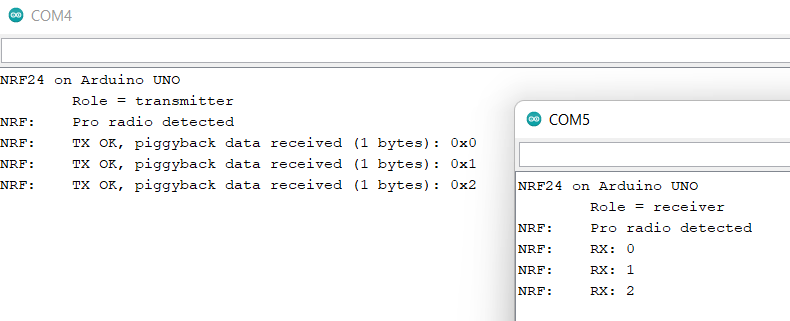 COM4
NRF24 on Arduino UNO
Role = transmitter
NRF: Pro radio detected
NRF: TX OK, piggyback data received (1 bytes): 0x0
NRF: TX OK, piggyback data received (1 bytes): 0x1
NRF: TX OK, piggyback data received (1 bytes): 0x2
COM5
NRF24 on Arduino UNO
Role = receiver
NRF: Pro radio detected
NRF: RX: 0
NRF: RX: 1
NRF: RX: 2